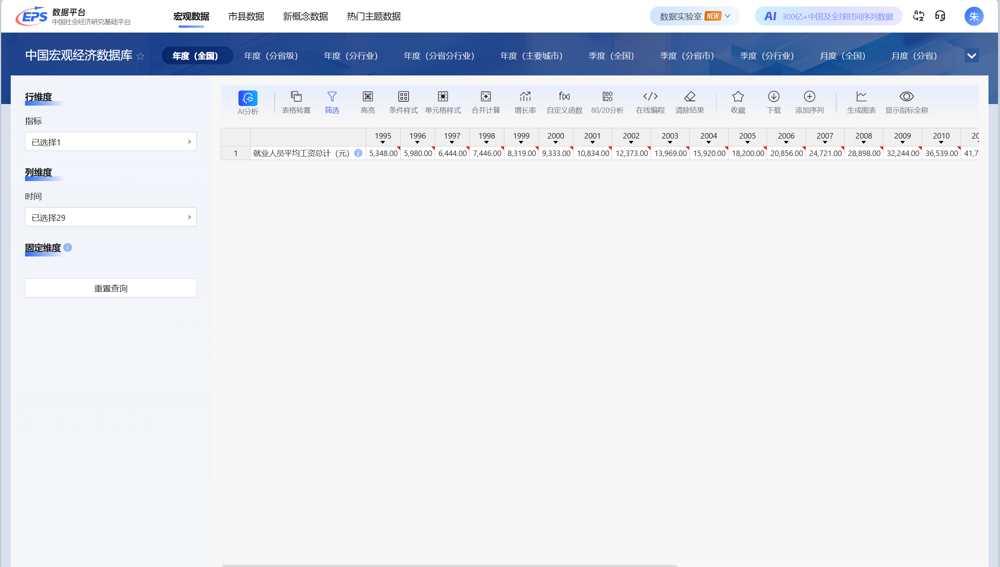 EPS 数据平台
中国社会经济研究基础平台
宏观数据 市县数据 新概念数据 热门主题数据
数据实验室 NEW
AI 300亿+中国及全球时间序列数据
朱
中国宏观经济数据库
年度（全国） 年度（分省级） 年度（分行业） 年度（分省分行业） 年度（主要城市） 季度（全国） 季度（分省市） 季度（分行业） 月度（全国） 月度（分省）
行维度
指标
已选择1
列维度
时间
已选择29
固定维度
重置查询
AI分析 表格转置 筛选 高亮 条件样式 单元格样式 合并计算 增长率 f(x) 自定义函数 80/20分析 在线编程 清除结果 收藏 下载 添加序列 生成图表 显示指标全称
1995 1996 1997 1998 1999 2000 2001 2002 2003 2004 2005 2006 2007 2008 2009 2010 20
1 就业人员平均工资总计（元） 5,348.00 5,980.00 6,444.00 7,446.00 8,319.00 9,333.00 10,834.00 12,373.00 13,969.00 15,920.00 18,200.00 20,856.00 24,721.00 28,898.00 32,244.00 36,539.00 41,7